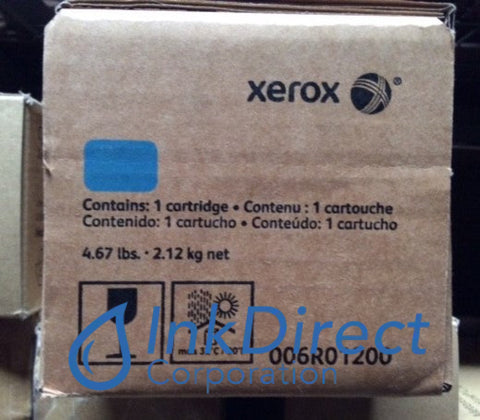 xerox
Contains: 1 cartridge • Contenu : 1 cartouche
Contenido: 1 cartucho • Conteúdo: 1 cartucho
4.67 lbs. · 2.12 kg net
006R01200
InkDirect
Corporation